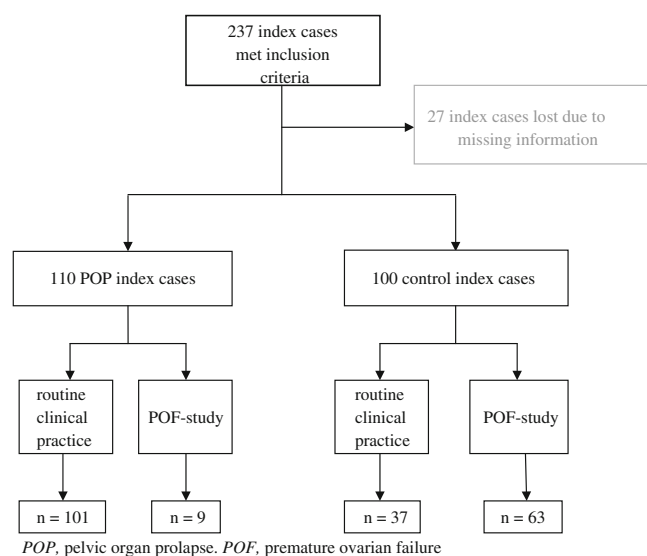 237 index cases
met inclusion
criteria
27 index cases lost due to
missing information
110 POP index cases
100 control index cases
routine
clinical
practice
POF-study
routine
clinical
practice
POF-study
n = 101
n = 9
n = 37
n = 63
POP, pelvic organ prolapse. POF, premature ovarian failure